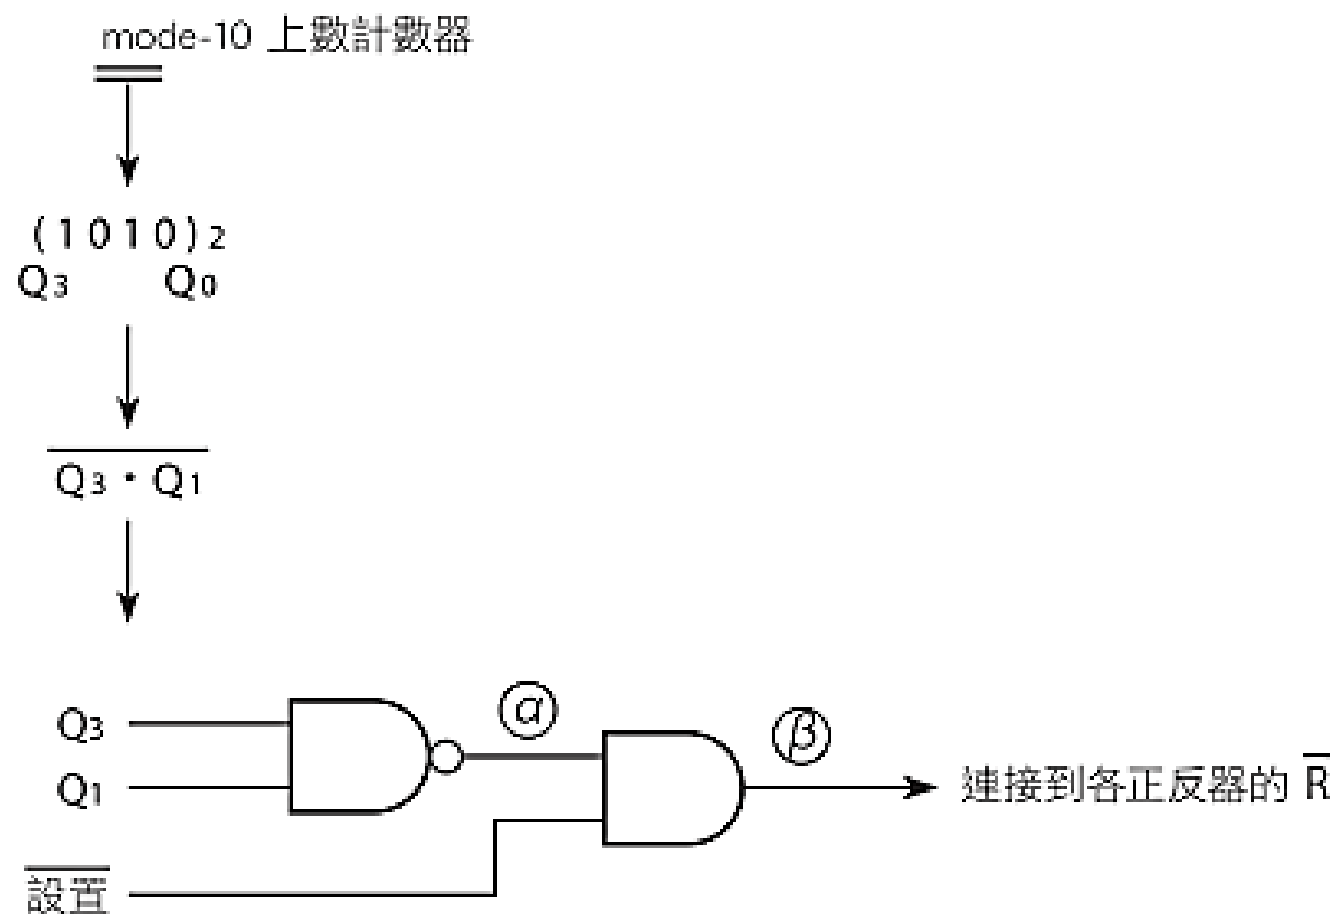 mode-10 上數計數器
(1010)2
Q3 Q0
Q3・Q1
Q3
α
β
Q1
連接到各正反器的 R
設置